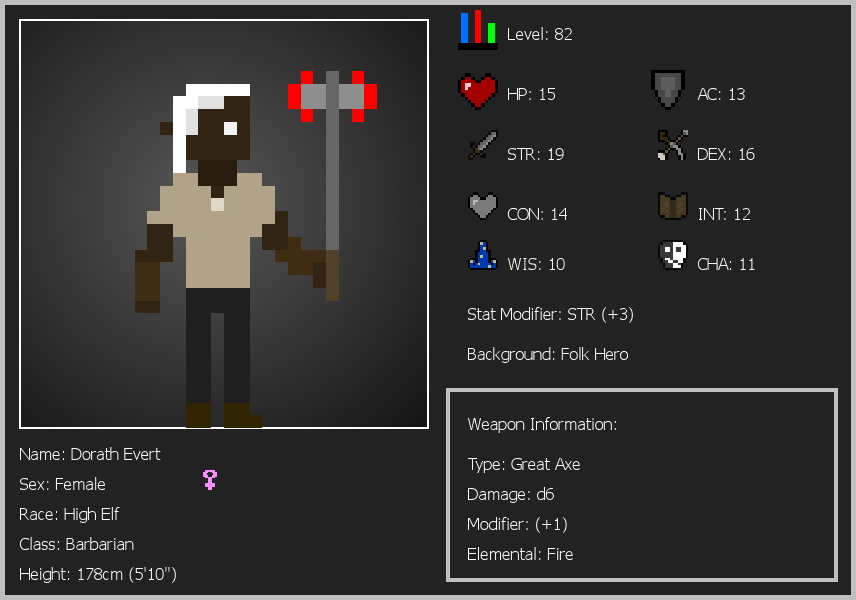 Level: 82
HP: 15
AC: 13
STR: 19
DEX: 16
CON: 14
INT: 12
WIS: 10
CHA: 11
Stat Modifier: STR (+3)
Background: Folk Hero
Weapon Information:
Type: Great Axe
Damage: d6
Modifier: (+1)
Elemental: Fire
Name: Dorath Evert
Sex: Female
Race: High Elf
Class: Barbarian
Height: 178cm (5'10")